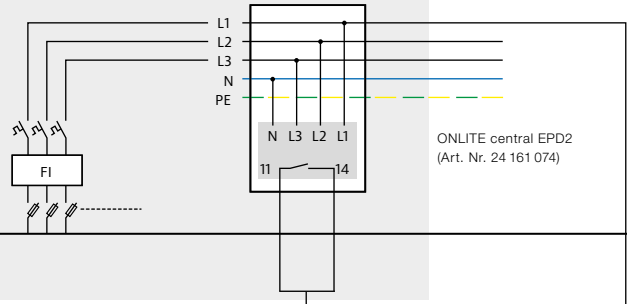 L1
L2
L3
N
PE
N L3 L2 L1
11 14
ONLITE central EPD2
(Art. Nr. 24 161 074)
FI